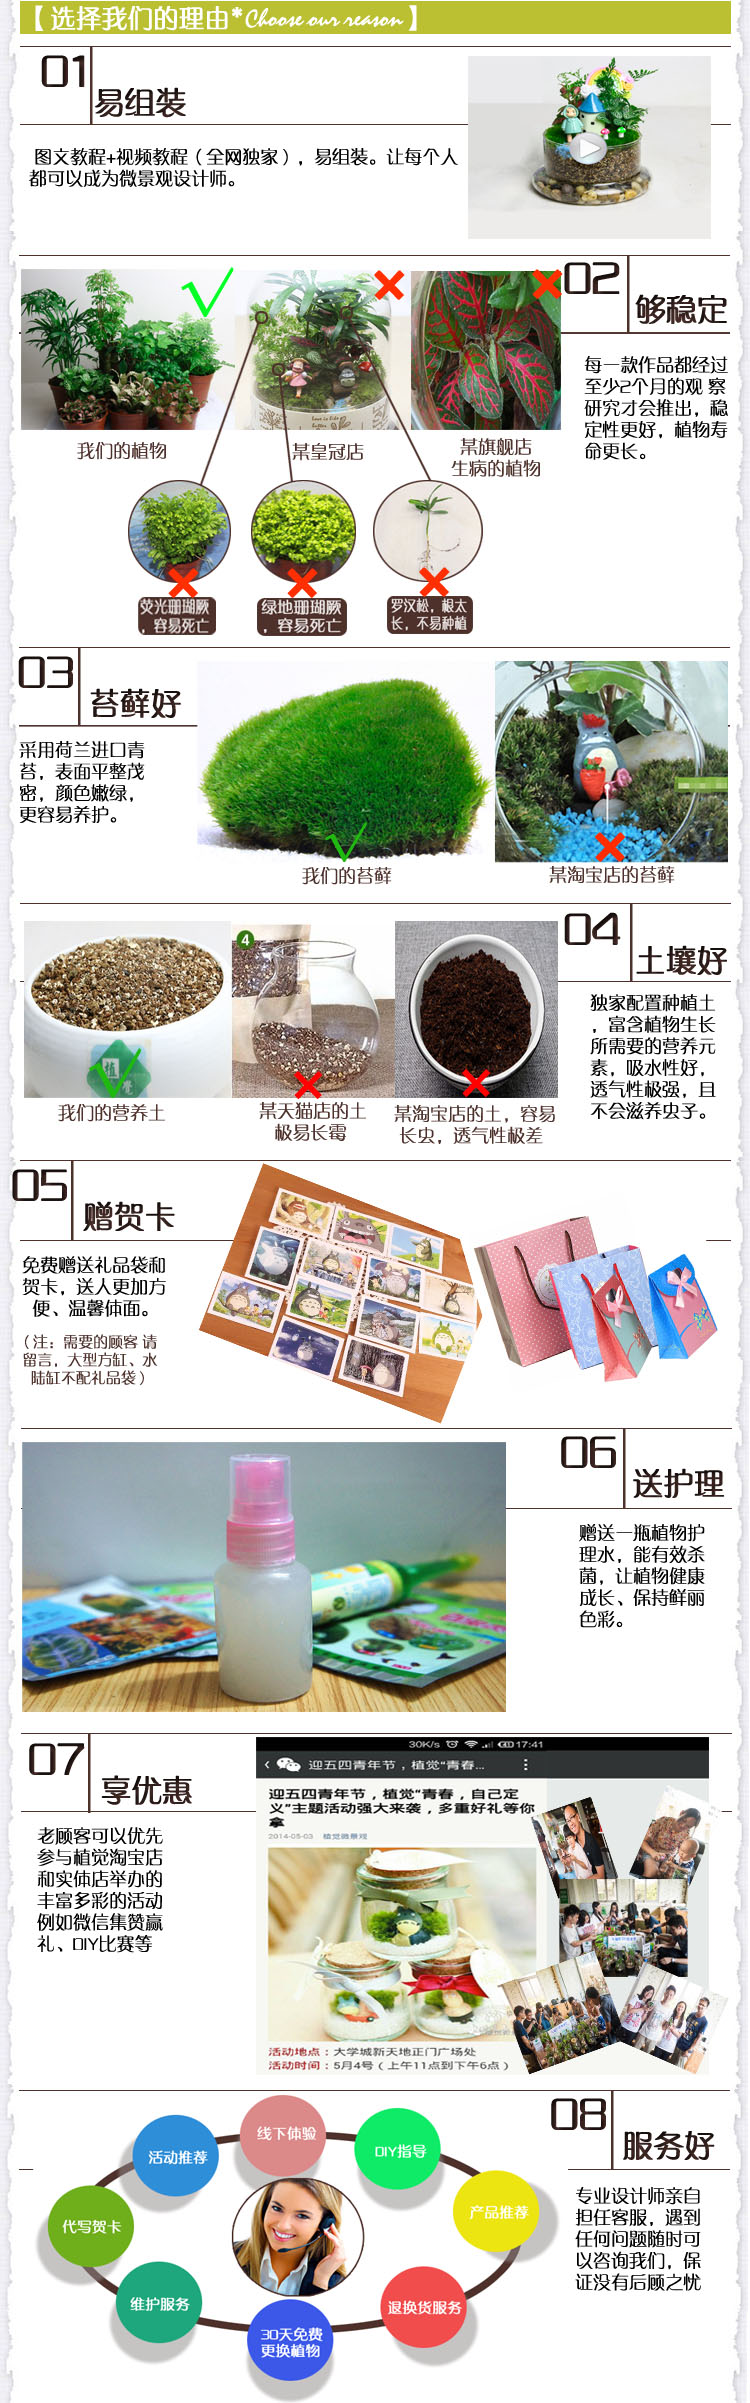 【选择我们的理由*Choose our reason】
01
易组装
图文教程+视频教程（全网独家），易组装。让每个人
都可以成为微景观设计师。
02
够稳定
每一款作品都经过
至少2个月的观 察
研究才会推出，稳
定性更好，植物寿
命更长。
我们的植物
某皇冠店
某旗舰店
生病的植物
荧光珊瑚蕨
，容易死亡
绿地珊瑚蕨
，容易死亡
罗汉松，根太
长，不易种植
03
苔藓好
采用荷兰进口青
苔，表面平整茂
密，颜色嫩绿，
更容易养护。
我们的苔藓
某淘宝店的苔藓
04
土壤好
独家配置种植土
，富含植物生长
所需要的营养元
素，吸水性好，
透气性极强，且
不会滋养虫子。
4
植
觉
我们的营养土
某天猫店的土
极易长霉
某淘宝店的土，容易
长虫，透气性极差
05
赠贺卡
免费赠送礼品袋和
贺卡，送人更加方
便、温馨体面。
（注：需要的顾客 请
留言，大型方缸、水
陆缸不配礼品袋）
06
送护理
赠送一瓶植物护
理水，能有效杀
菌，让植物健康
成长、保持鲜丽
色彩。
07
享优惠
老顾客可以优先
参与植觉淘宝店
和实体店举办的
丰富多彩的活动
例如微信集赞赢
礼、DIY比赛等
30K/s 17:41
迎五四青年节，植觉“青春...
迎五四青年节，植觉“青春，自己定
义”主题活动强大来袭，多重好礼等你
拿
2014-05-03 植觉微景观
活动地点：大学城新天地正门广场处
活动时间：5月4号（上午11点到下午6点）
08
服务好
专业设计师亲自
担任客服，遇到
任何问题随时可
以咨询我们，保
证没有后顾之忧
线下体验
活动推荐
DIY指导
代写贺卡
产品推荐
维护服务
退换货服务
30天免费
更换植物